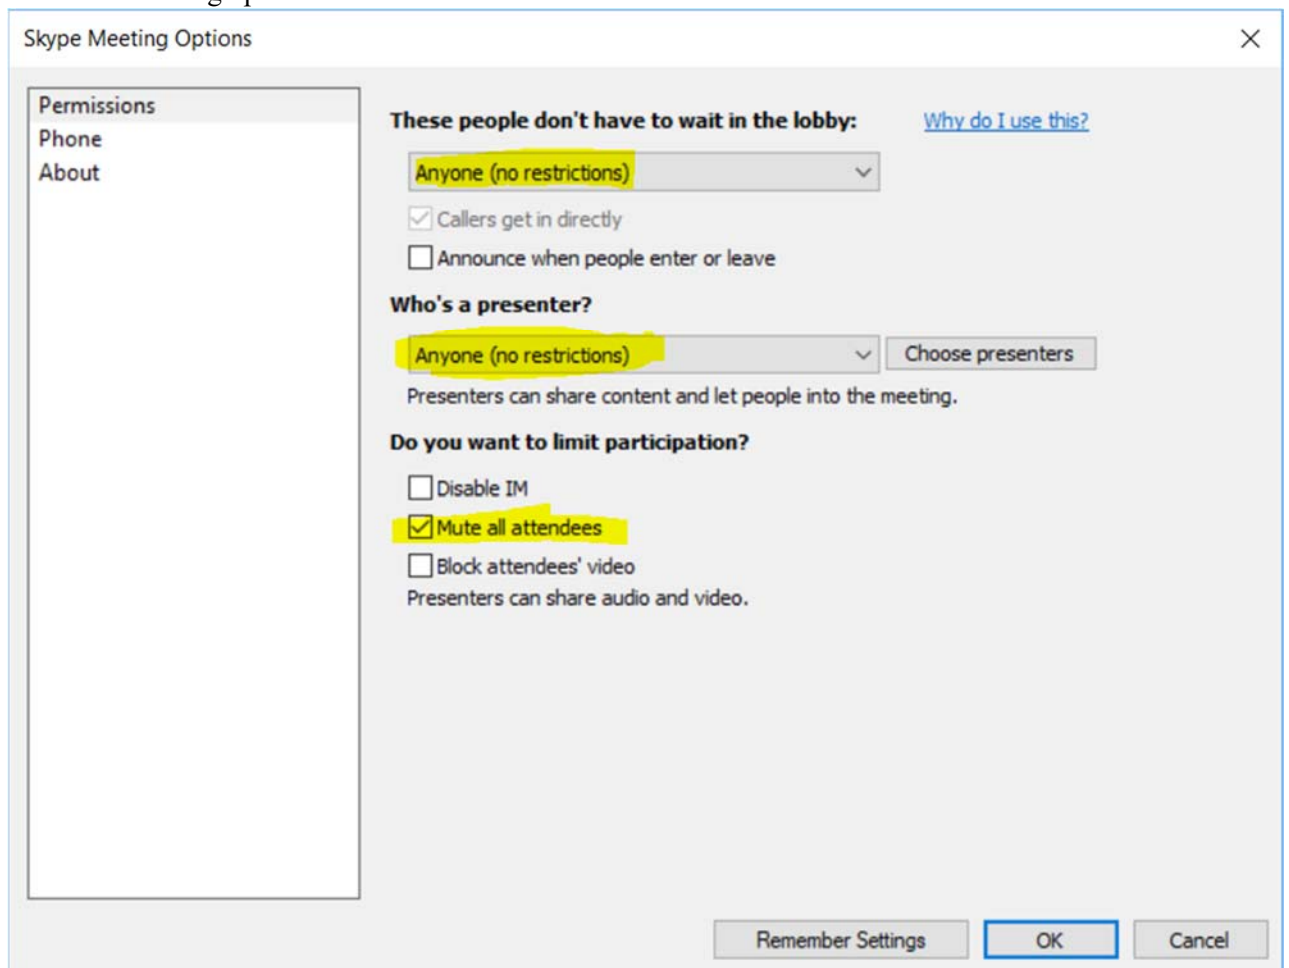 Skype Meeting Options
Permissions
Phone
About
These people don't have to wait in the lobby:
Why do I use this?
Anyone (no restrictions)
Callers get in directly
Announce when people enter or leave
Who's a presenter?
Anyone (no restrictions)
Choose presenters
Presenters can share content and let people into the meeting.
Do you want to limit participation?
Disable IM
Mute all attendees
Block attendees' video
Presenters can share audio and video.
Remember Settings
OK
Cancel